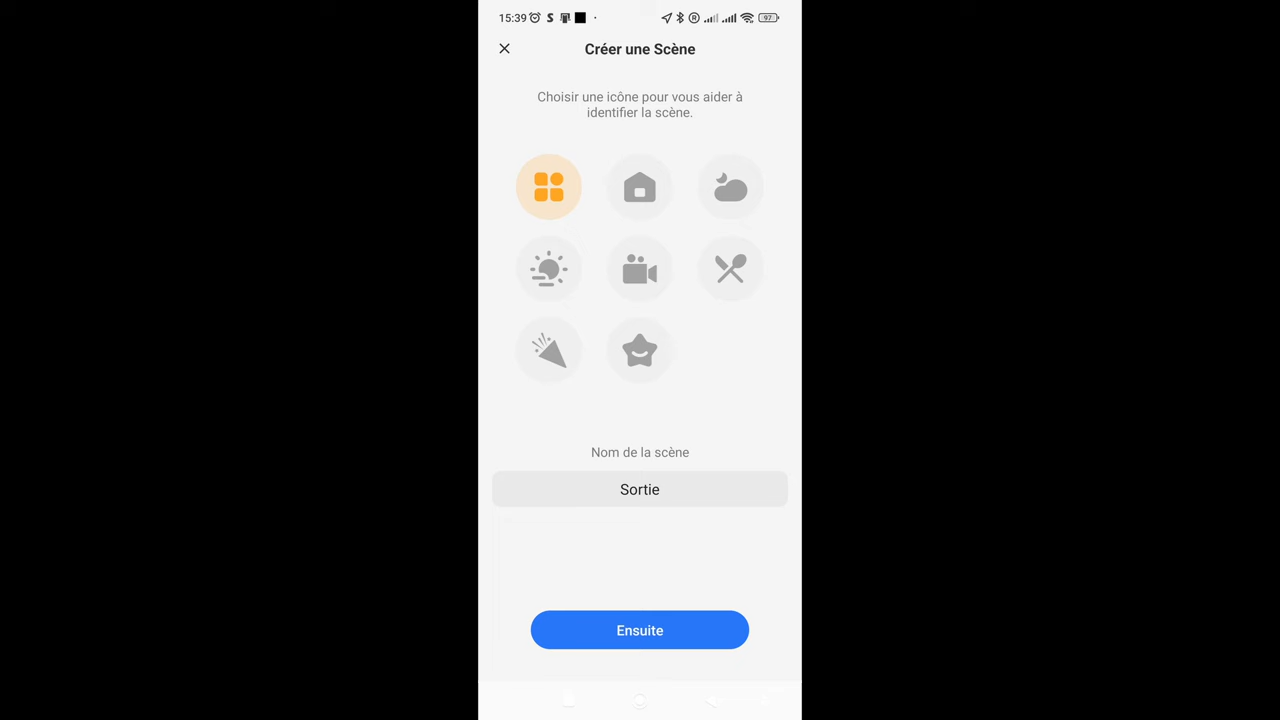 15:39
97
Créer une Scène
Choisir une icône pour vous aider à
identifier la scène.
Nom de la scène
Sortie
Ensuite